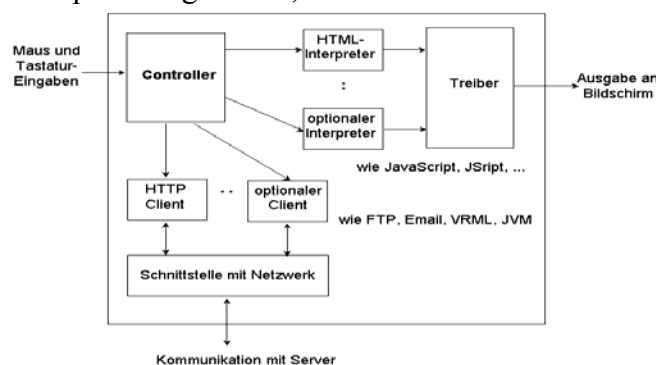 Maus und
Tastatur-
Eingaben
Controller
HTML-
Interpreter
:
optionaler
Interpreter
Treiber
Ausgabe an
Bildschirm
wie JavaScript, JSript, ...
HTTP
Client
. .
optionaler
Client
wie FTP, Email, VRML, JVM
Schnittstelle mit Netzwerk
Kommunikation mit Server